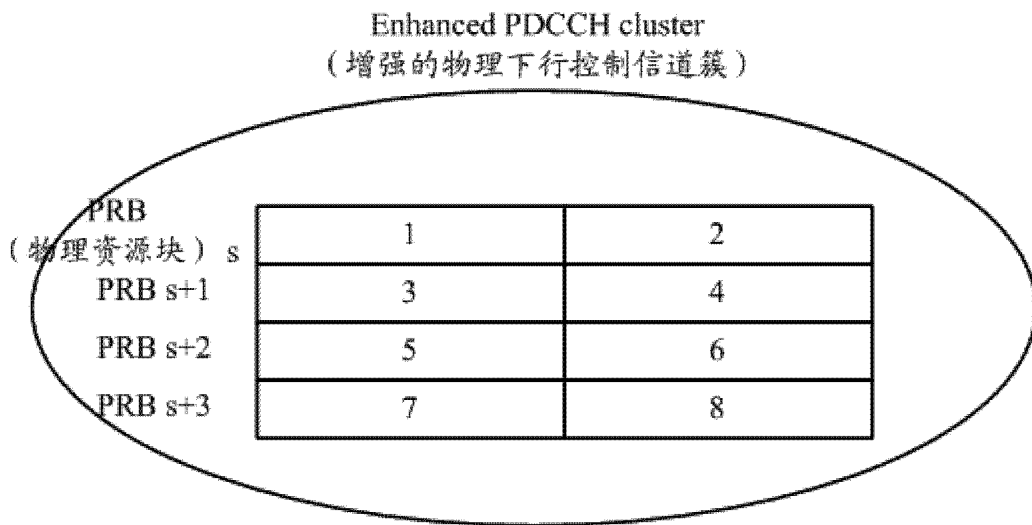 Enhanced PDCCH cluster
（增强的物理下行控制信道簇）
PRB
（物理资源块） s
1 2
PRB s+1 3 4
PRB s+2 5 6
PRB s+3 7 8